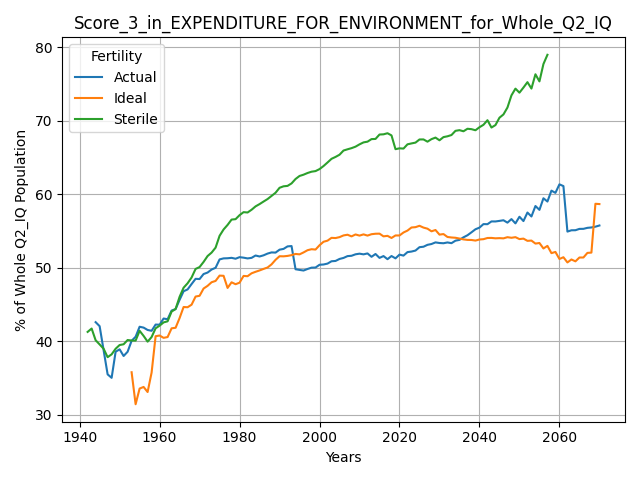 Score_3_in_EXPENDITURE_FOR_ENVIRONMENT_for_Whole_Q2_IQ
Fertility
Actual
Ideal
Sterile
% of Whole Q2_IQ Population
80
70
60
50
40
30
1940
1960
1980
2000
2020
2040
2060
Years